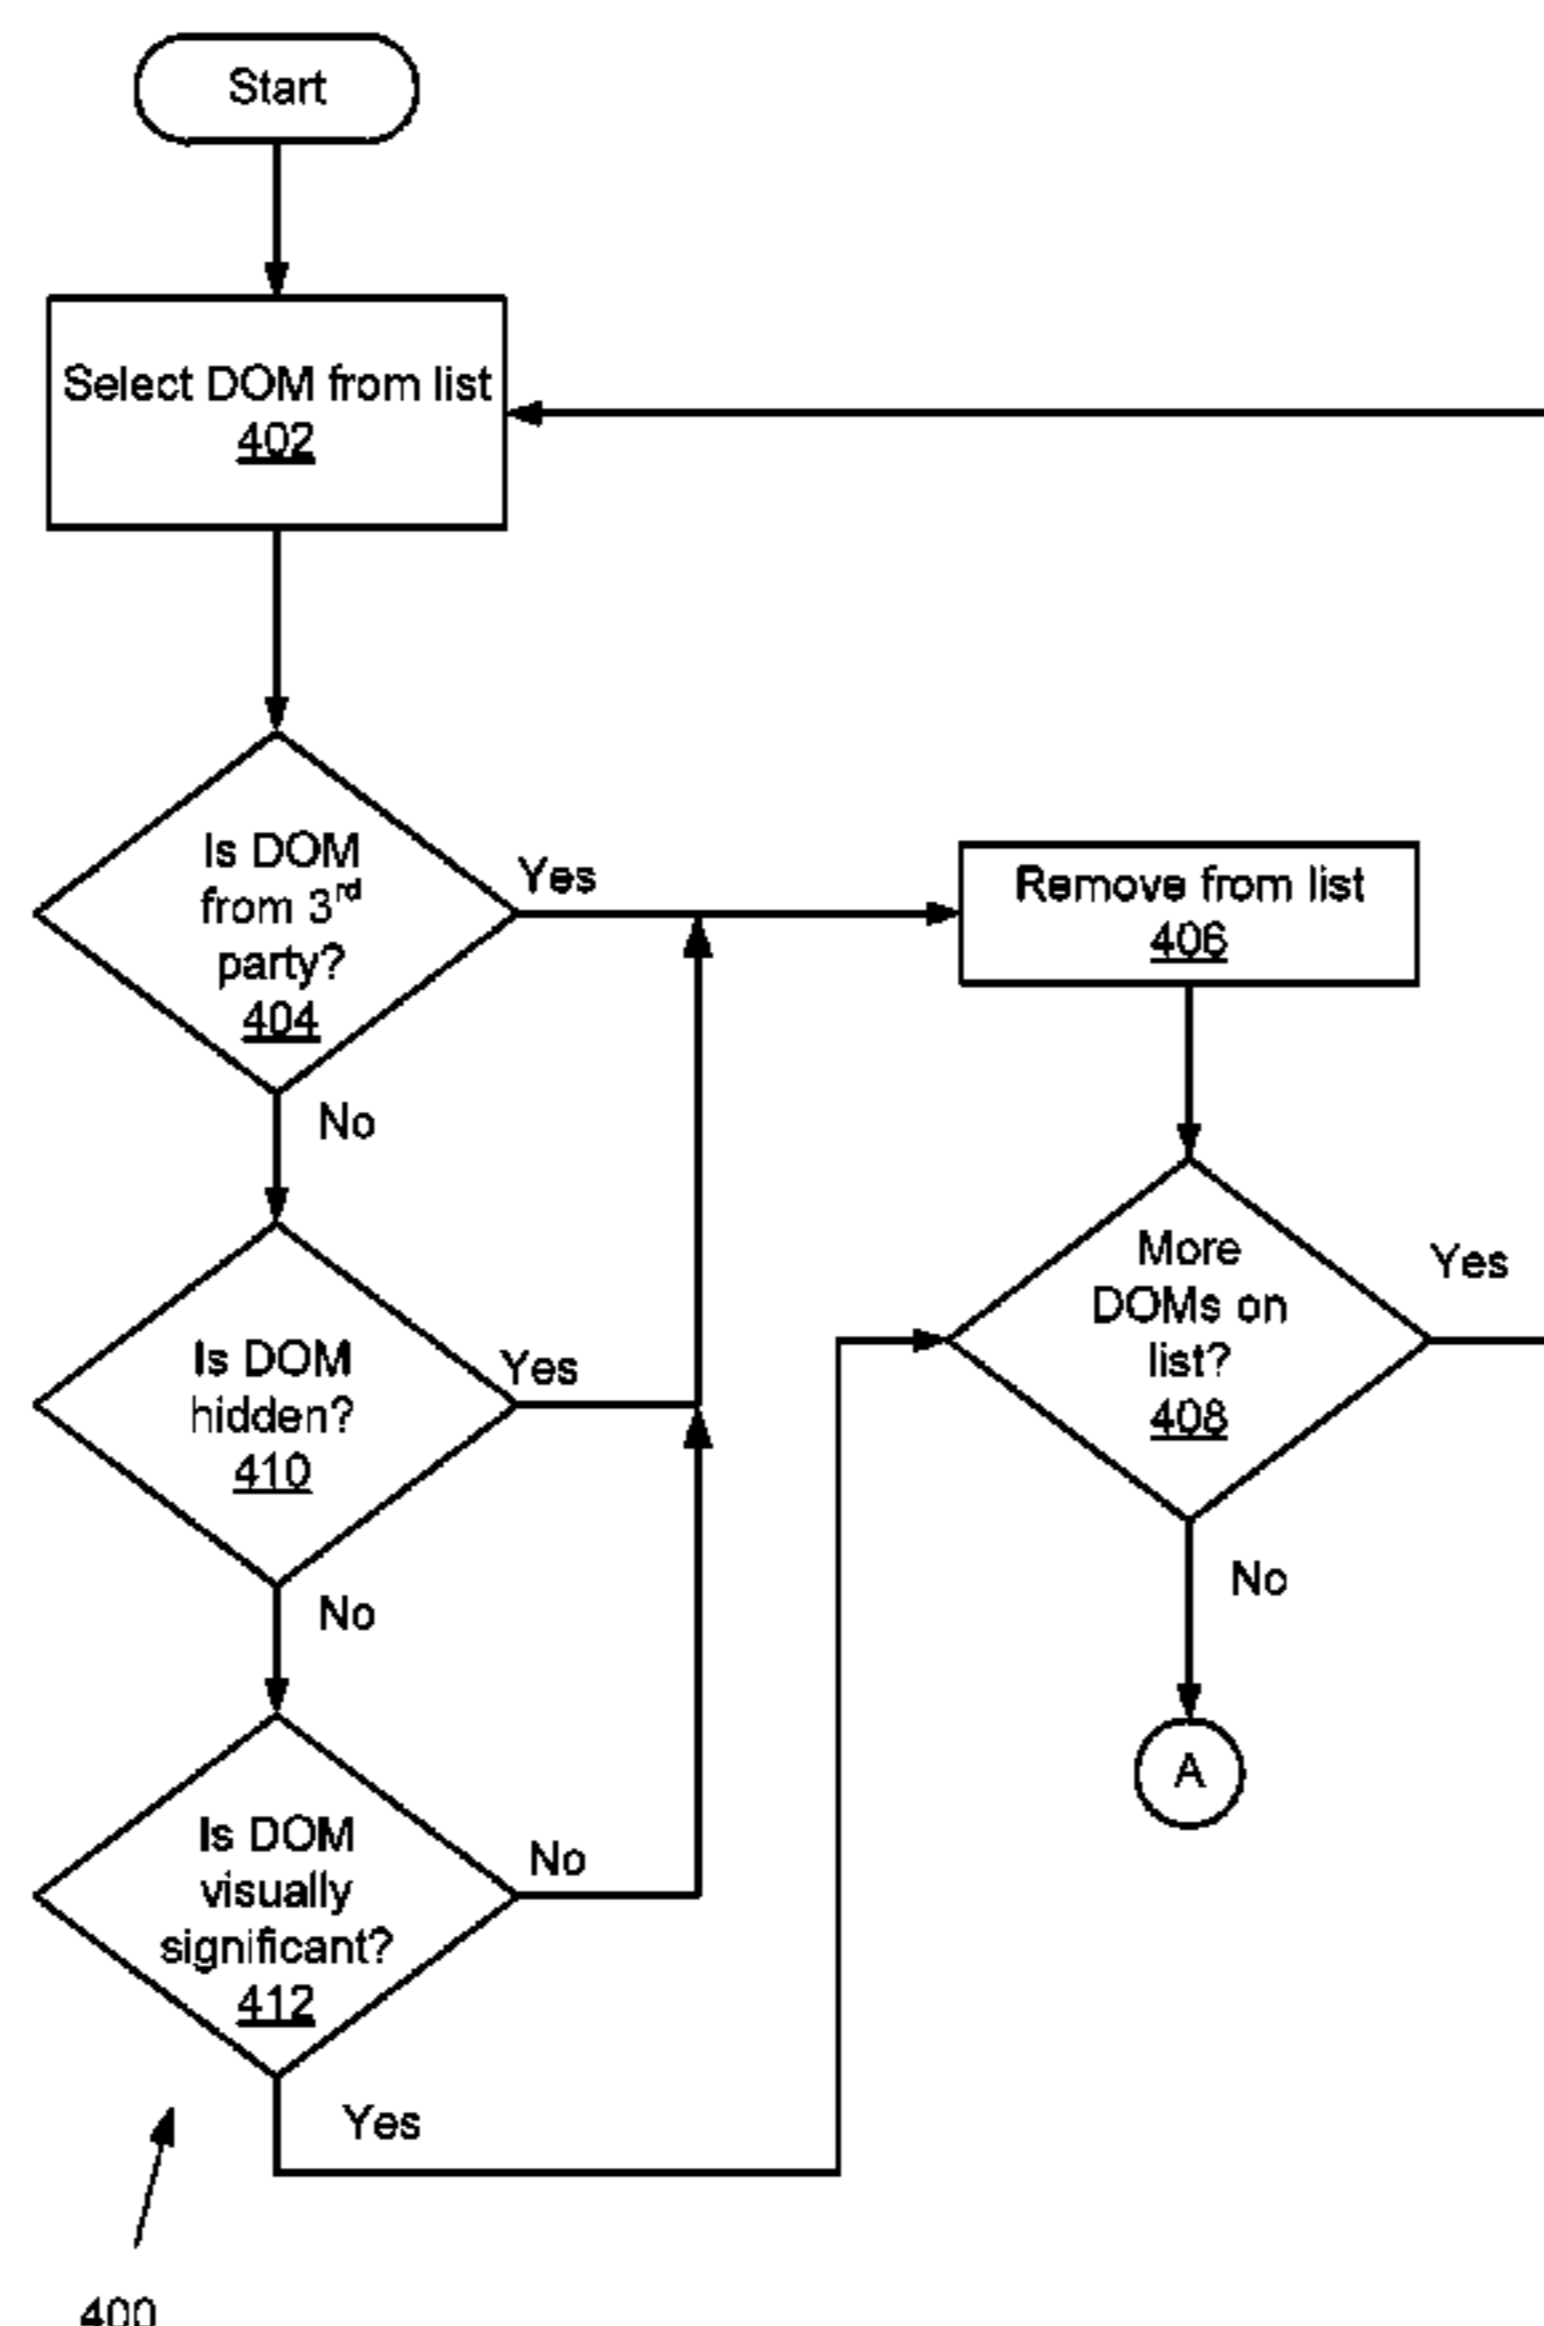 Start
Select DOM from list
402
Is DOM
from 3rd
party?
404
Yes
No
Remove from list
406
More
DOMs on
list?
408
Yes
No
A
Is DOM
hidden?
410
Yes
No
Is DOM
visually
significant?
412
No
Yes
400